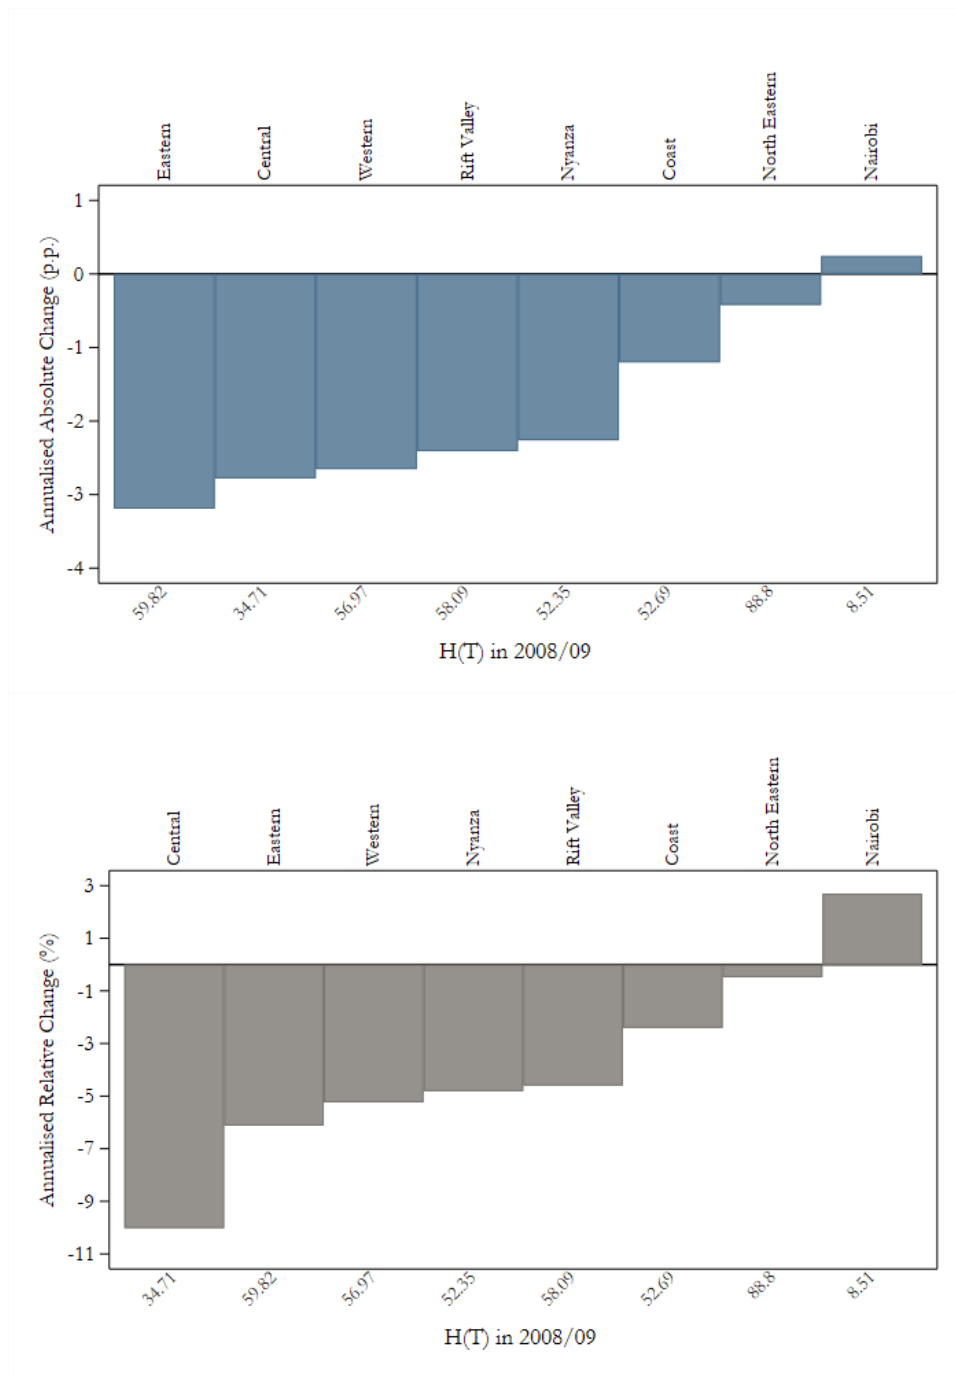 Eastern
Central
Western
Rift Valley
Nyanza
Coast
North Eastern
Nairobi
Annualised Absolute Change (p.p.)
1
0
-1
-2
-3
-4
59.82
34.71
56.97
58.09
52.35
52.69
88.8
8.51
H(T) in 2008/09
Central
Eastern
Western
Nyanza
Rift Valley
Coast
North Eastern
Nairobi
Annualised Relative Change (%)
3
1
-1
-3
-5
-7
-9
-11
34.71
59.82
56.97
52.35
58.09
52.69
88.8
8.51
H(T) in 2008/09